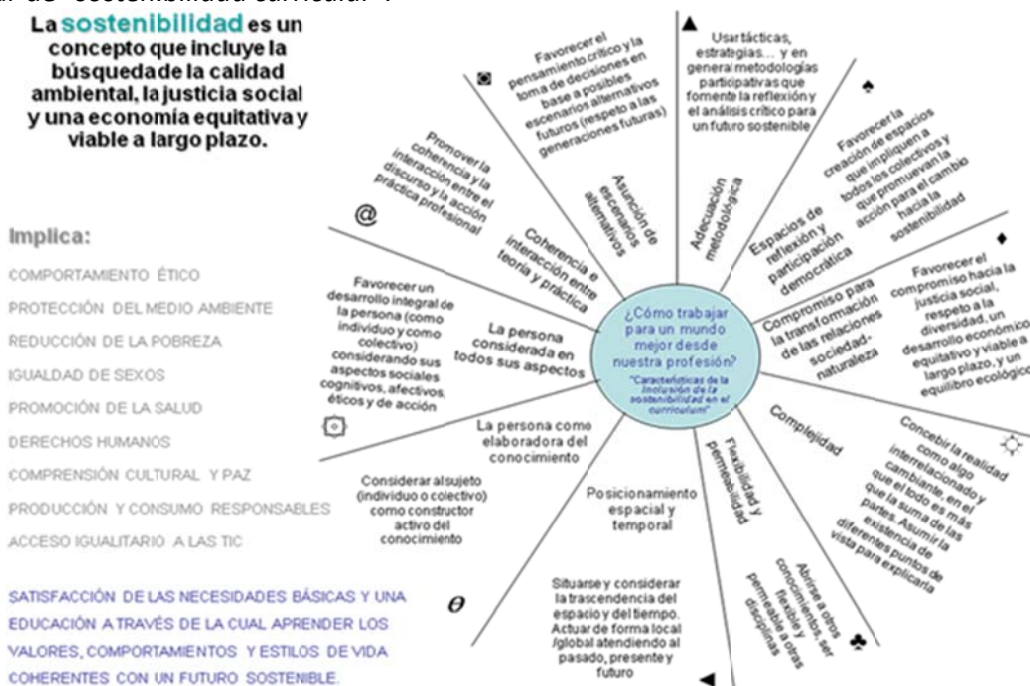 La sostenibilidad es un
concepto que incluye la
búsquedade la calidad
ambiental, la justicia social
y una economía equitativa y
viable a largo plazo.
Implica:
COMPORTAMIENTO ÉTICO
PROTECCIÓN DEL MEDIO AMBIENTE
REDUCCIÓN DE LA POBREZA
IGUALDAD DE SEXOS
PROMOCIÓN DE LA SALUD
DERECHOS HUMANOS
COMPRENSIÓN CULTURAL Y PAZ
PRODUCCIÓN Y CONSUMO RESPONSABLES
ACCESO IGUALITARIO A LAS TIC
SATISFACCIÓN DE LAS NECESIDADES BÁSICAS Y UNA
EDUCACIÓN A TRAVÉS DE LA CUAL APRENDER LOS
VALORES, COMPORTAMIENTOS Y ESTILOS DE VIDA
COHERENTES CON UN FUTURO SOSTENIBLE.
¿Cómo trabajar
para un mundo
mejor desde
nuestra profesión?
"Características de la
inclusión de la
sostenibilidad en el
curriculum"
Usar tácticas,
estrategias... y en
general metodologías
participativas que
fomente la reflexión y
el análisis crítico para
un futuro sostenible
Adecuación
metodológica
Favorecer la
creación de espacios
que impliquen a
todos los colectivos y
que promuevan la
acción para el cambio
hacia la
sostenibilidad
Espacios de
reflexión y
participación
democrática
Favorecer el
compromiso hacia la
justicia social,
respeto a la
diversidad, un
desarrollo económico
equitativo y viable a
largo plazo, y un
equilibro ecológico
Compromiso para
la transformación
de las relaciones
sociedad-
naturaleza
Complejidad
Concebir la realidad
como algo
interrelacionado y
cambiante, en el
que el todo es más
que la suma de las
partes. Asumir la
existencia de
diferentes puntos de
vista para explicarla
Flexibilidad y
permeabilidad
Abrirse a otros
conocimientos, ser
flexible y
permeable a otras
disciplinas
Posicionamiento
espacial y
temporal
Situarse y considerar
la trascendencia del
espacio y del tiempo.
Actuar de forma local
/global atendiendo al
pasado, presente y
futuro
θ
La persona como
elaboradora del
conocimiento
Considerar al sujeto
(individuo o colectivo)
como constructor
activo del
conocimiento
La persona
considerada en
todos sus aspectos
Favorecer un
desarrollo integral de
la persona (como
individuo y como
colectivo)
considerando sus
aspectos sociales
cognitivos, afectivos,
éticos y de acción
@
Coherencia e
interacción entre
teoría y práctica
Promover la
coherencia y la
interacción entre el
discurso y la acción
práctica profesional
Asunción de
escenarios
alternativos
Favorecer el
pensamiento crítico y la
toma de decisiones en
base a posibles
escenarios alternativos
futuros (respeto a las
generaciones futuras)